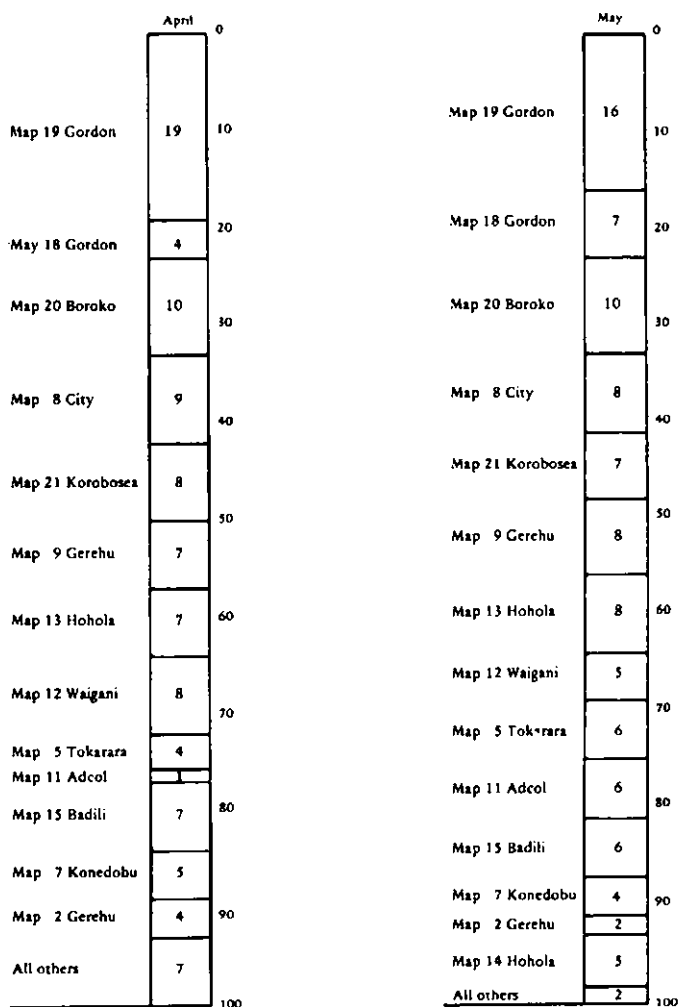 April
0
Map 19 Gordon 19
10
20
May 18 Gordon 4
Map 20 Boroko 10
30
Map 8 City 9
40
Map 21 Korobosea 8
50
Map 9 Gerehu 7
Map 13 Hohola 7
60
Map 12 Waigani 8
70
Map 5 Tokarara 4
Map 11 Adcol 1
Map 15 Badili 7
80
Map 7 Konedobu 5
Map 2 Gerehu 4
90
All others 7
100
May
0
Map 19 Gordon 16
10
Map 18 Gordon 7
20
Map 20 Boroko 10
30
Map 8 City 8
40
Map 21 Korobosea 7
50
Map 9 Gerehu 8
Map 13 Hohola 8
60
Map 12 Waigani 5
70
Map 5 Tokarara 6
Map 11 Adcol 6
80
Map 15 Badili 6
Map 7 Konedobu 4
90
Map 2 Gerehu 2
Map 14 Hohola 5
All others 2
100